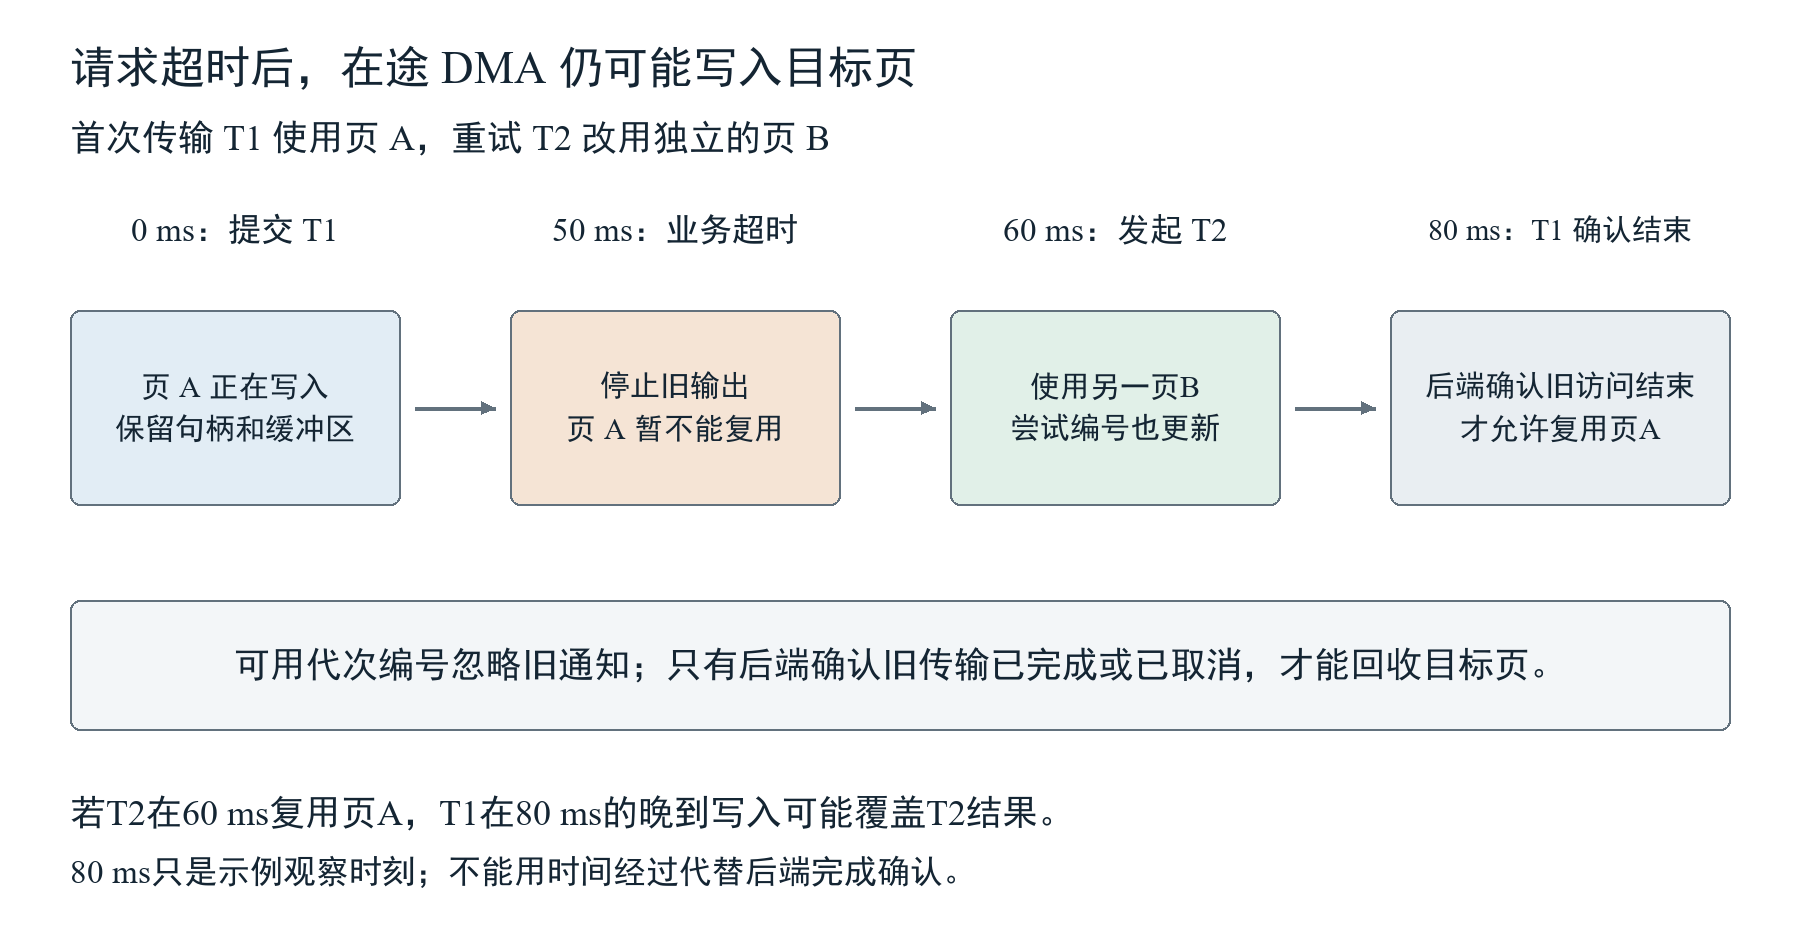 请求超时后，在途 DMA 仍可能写入目标页
首次传输 T1 使用页 A，重试 T2 改用独立的页 B
0 ms：提交 T1
50 ms：业务超时
60 ms：发起 T2
80 ms：T1 确认结束
页 A 正在写入
保留句柄和缓冲区
停止旧输出
页 A 暂不能复用
使用另一页B
尝试编号也更新
后端确认旧访问结束
才允许复用页A
可用代次编号忽略旧通知；只有后端确认旧传输已完成或已取消，才能回收目标页。
若T2在60 ms复用页A，T1在80 ms的晚到写入可能覆盖T2结果。
80 ms只是示例观察时刻；不能用时间经过代替后端完成确认。